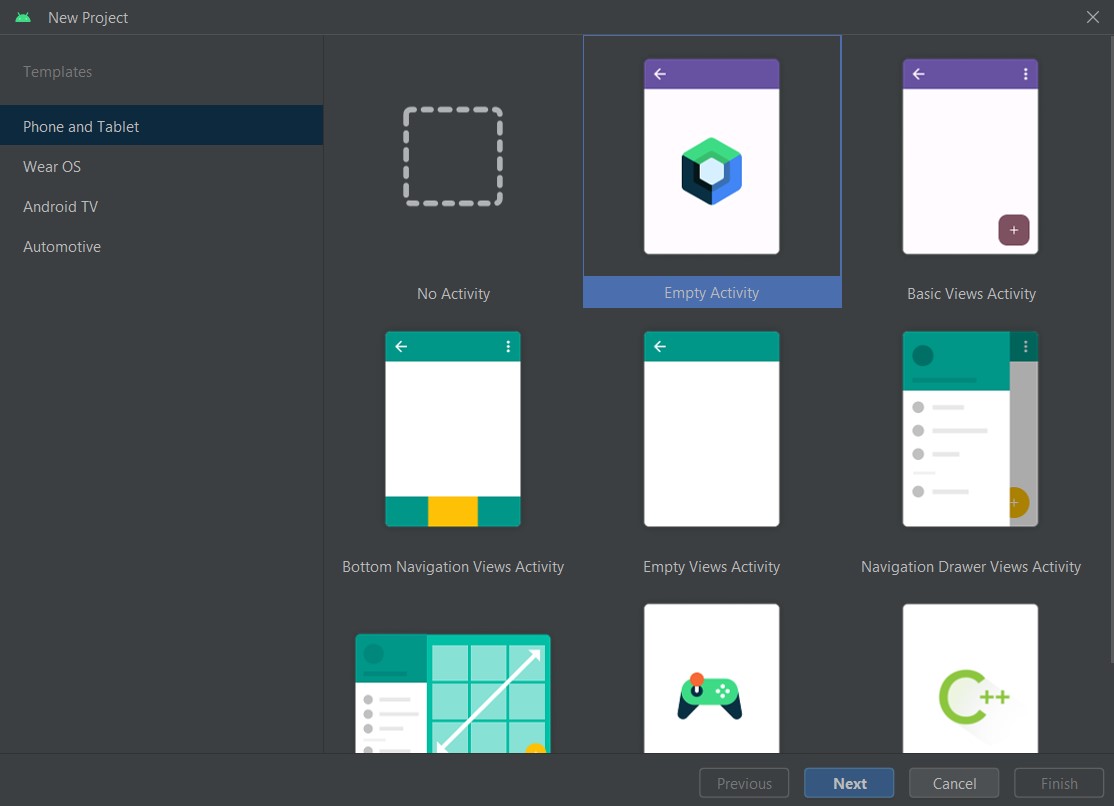 New Project
Templates
Phone and Tablet
Wear OS
Android TV
Automotive
No Activity
Empty Activity
Basic Views Activity
Bottom Navigation Views Activity
Empty Views Activity
Navigation Drawer Views Activity
C++
Previous
Next
Cancel
Finish